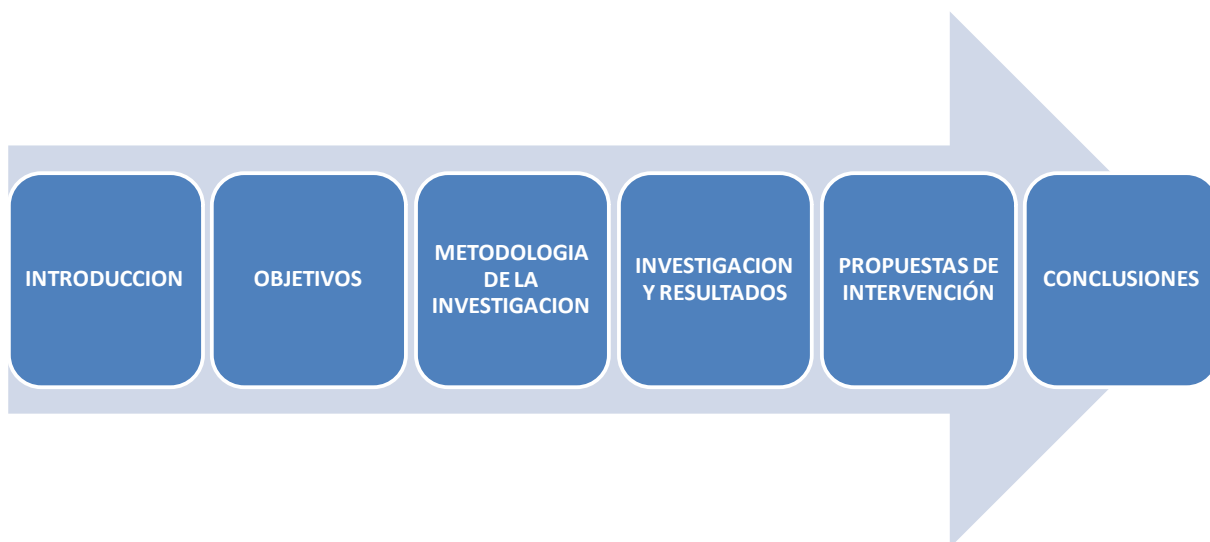 INTRODUCCION
OBJETIVOS
METODOLOGIA
DE LA
INVESTIGACION
INVESTIGACION
Y RESULTADOS
PROPUESTAS DE
INTERVENCIÓN
CONCLUSIONES